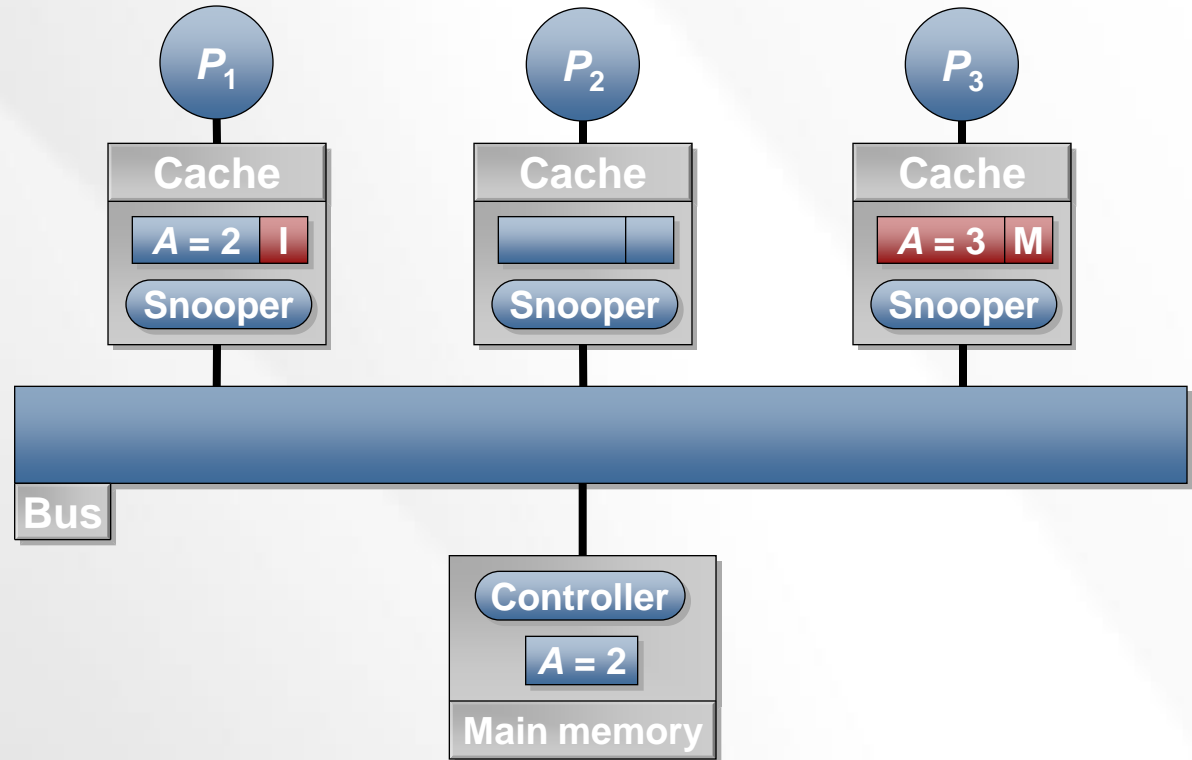 P1 P2 P3
Cache Cache Cache
A = 2 I A = 3 M
Snooper Snooper Snooper
Bus
Controller
A = 2
Main memory